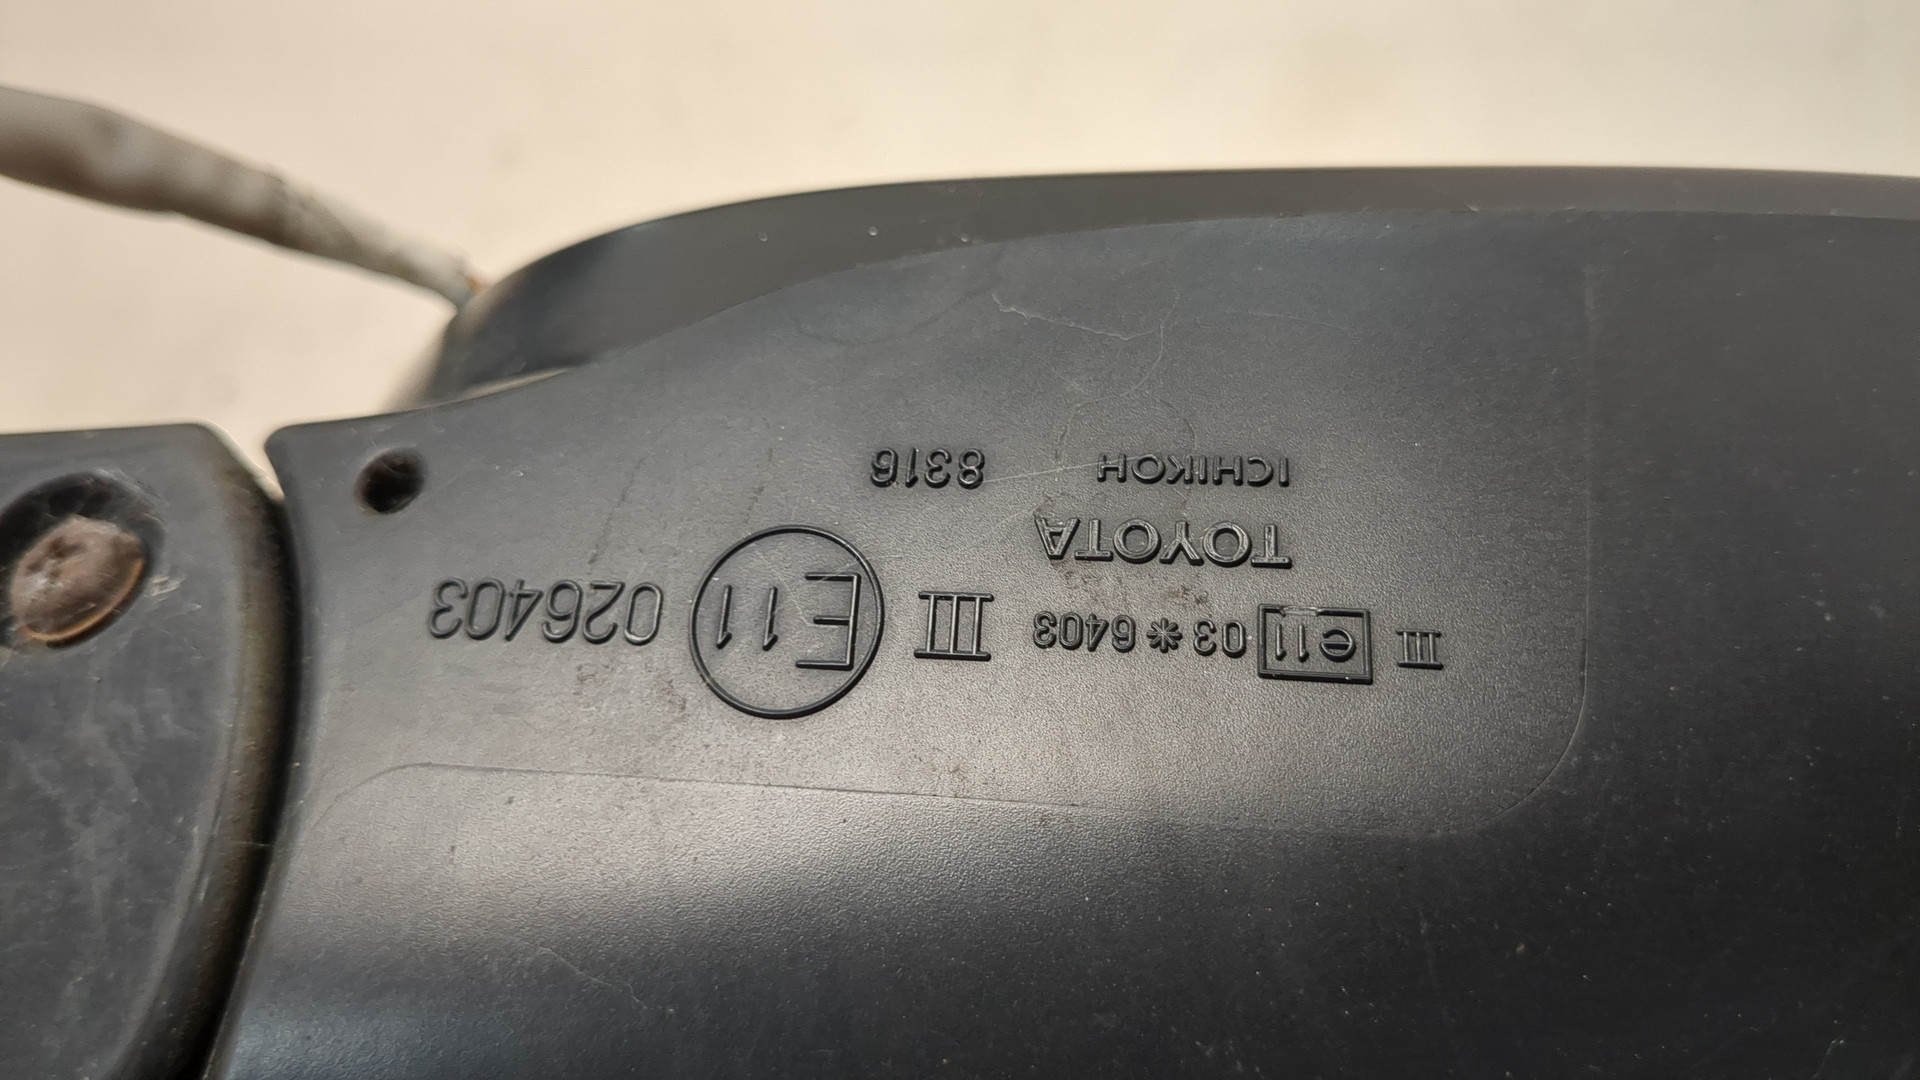 III e11 03*6403 III E11 026403
TOYOTA
ICHIKOH 8316